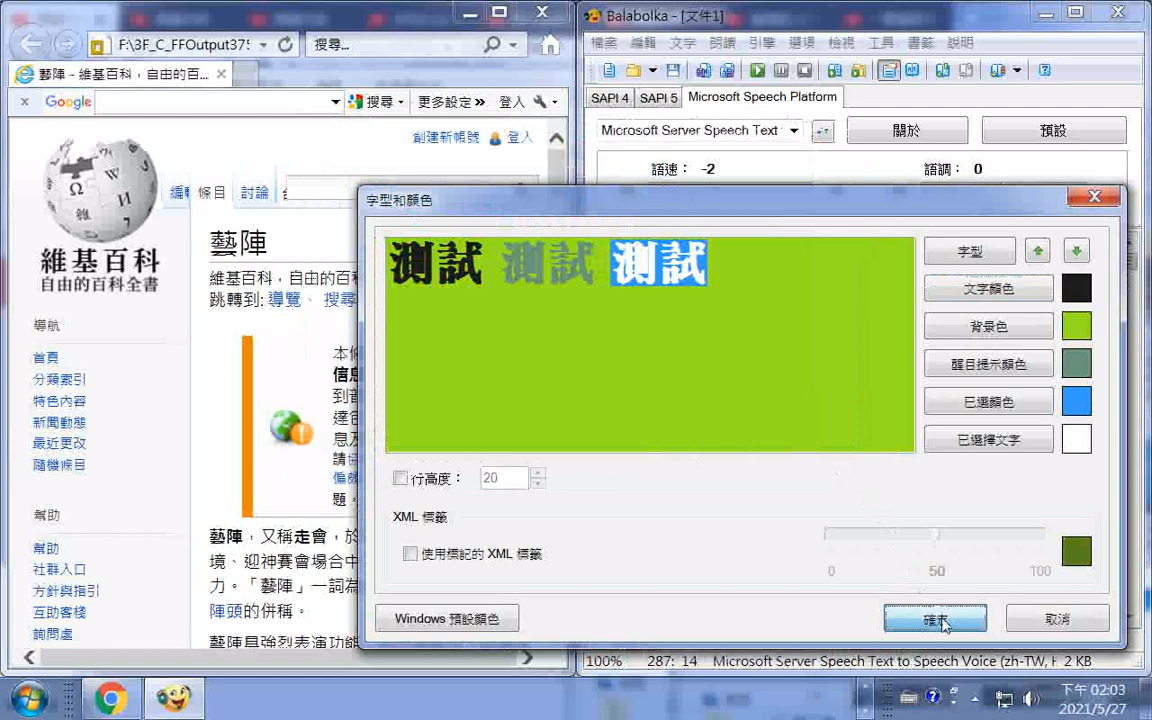 F:\3F_C_FFOutput375
搜尋...
藝陣 - 維基百科，自由的百...
Google
搜尋
更多設定 »
登入
創建新帳號
登入
維基百科
自由的百科全書
條目
討論
藝陣
維基百科，自由的百科
跳轉到: 導覽、 搜尋
導航
首頁
分類索引
特色內容
新聞動態
最近更改
隨機條目
本條
信息
到
請
題。
藝陣，又稱走會，於
境、迎神賽會場合中
力。「藝陣」一詞為
陣頭的併稱。
藝陣具強烈表演功能
幫助
幫助
社群入口
方針與指引
互助客棧
詢問處
Balabolka - [文件1]
檔案 編輯 文字 朗讀 引擎 選項 檢視 工具 書籤 說明
SAPI 4
SAPI 5
Microsoft Speech Platform
Microsoft Server Speech Text
關於
預設
語速： -2
語調： 0
字型和顏色
測試 測試 測試
字型
文字顏色
背景色
醒目提示顏色
已選顏色
已選擇文字
行高度：
20
XML 標籤
使用標記的 XML 標籤
0
50
100
Windows 預設顏色
確定
取消
100%
287: 14
Microsoft Server Speech Text to Speech Voice (zh-TW, H
2 KB
下午 02:03
2021/5/27